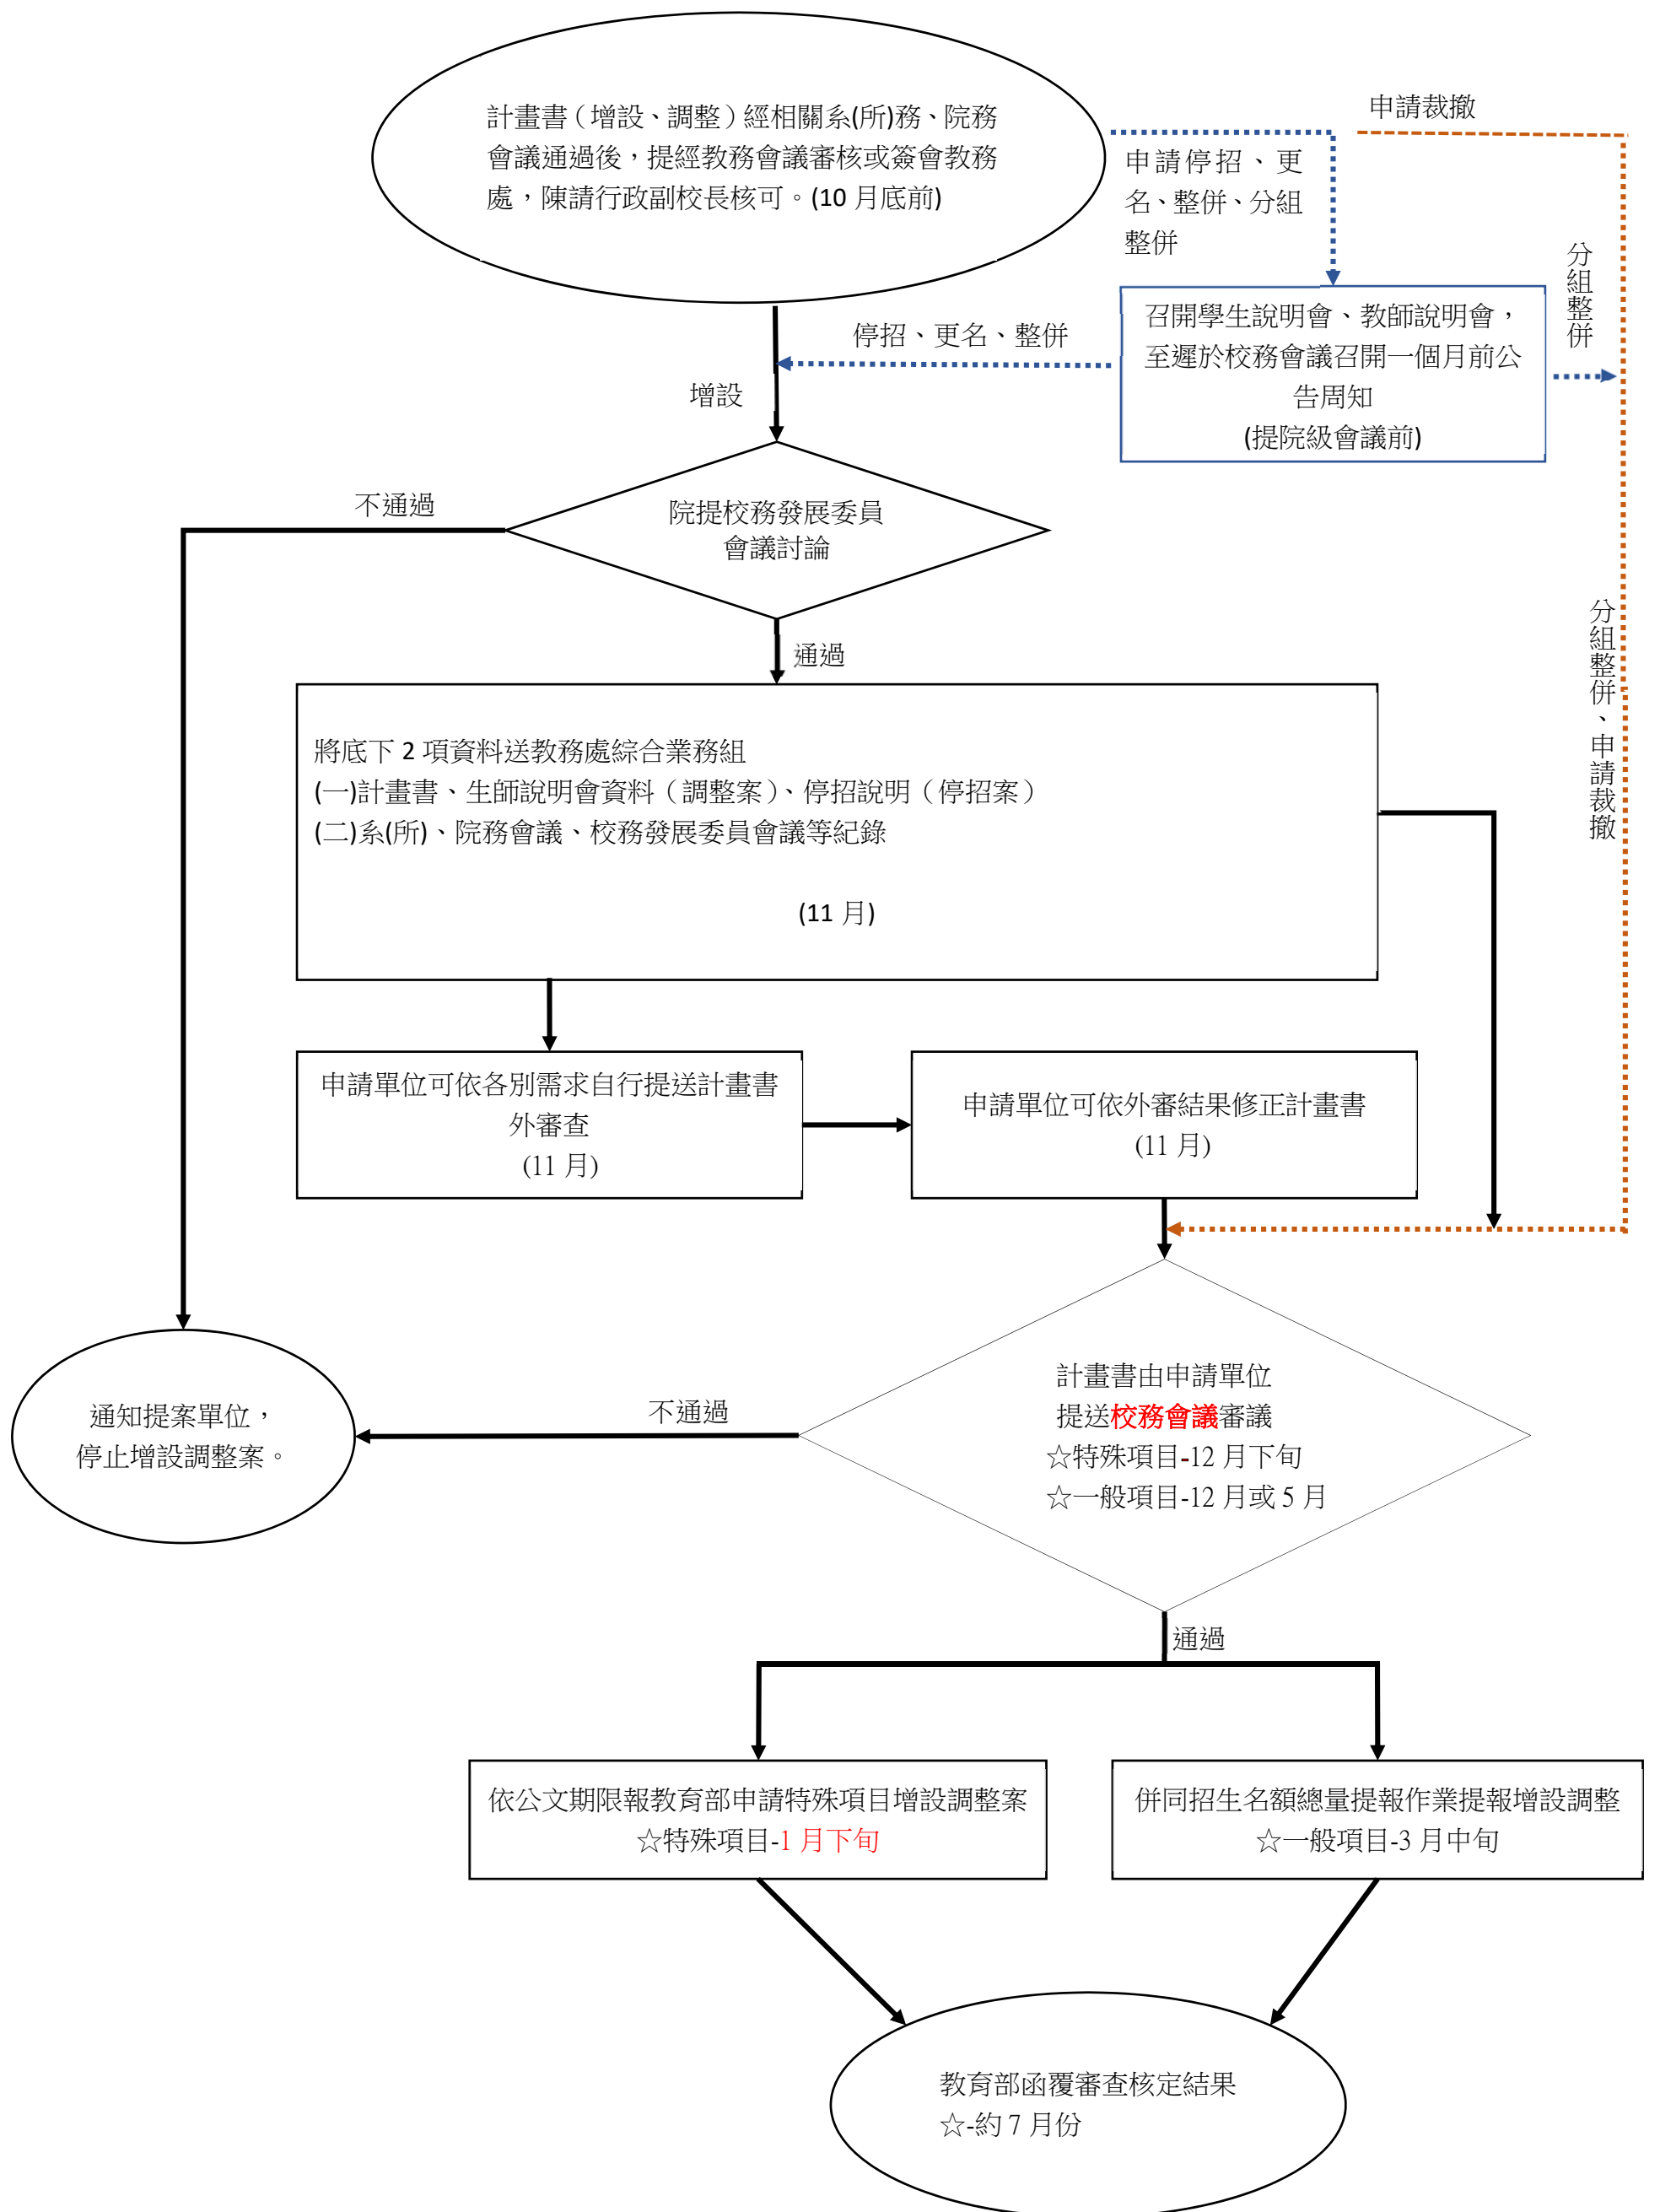 計畫書（增設、調整）經相關系(所)務、院務
會議通過後，提經教務會議審核或簽會教務
處，陳請行政副校長核可。(10 月底前)
申請裁撤
申請停招、更
名、整併、分組
整併
分組整併
召開學生說明會、教師說明會，
至遲於校務會議召開一個月前公
告周知
(提院級會議前)
停招、更名、整併
增設
不通過
院提校務發展委員
會議討論
通過
分組整併、申請裁撤
將底下 2 項資料送教務處綜合業務組
(一)計畫書、生師說明會資料（調整案）、停招說明（停招案）
(二)系(所)、院務會議、校務發展委員會議等紀錄
(11 月)
申請單位可依各別需求自行提送計畫書
外審查
(11 月)
申請單位可依外審結果修正計畫書
(11 月)
計畫書由申請單位
提送校務會議審議
☆特殊項目-12 月下旬
☆一般項目-12 月或 5 月
不通過
通知提案單位，
停止增設調整案。
通過
依公文期限報教育部申請特殊項目增設調整案
☆特殊項目-1 月下旬
併同招生名額總量提報作業提報增設調整
☆一般項目-3 月中旬
教育部函覆審查核定結果
☆-約 7 月份